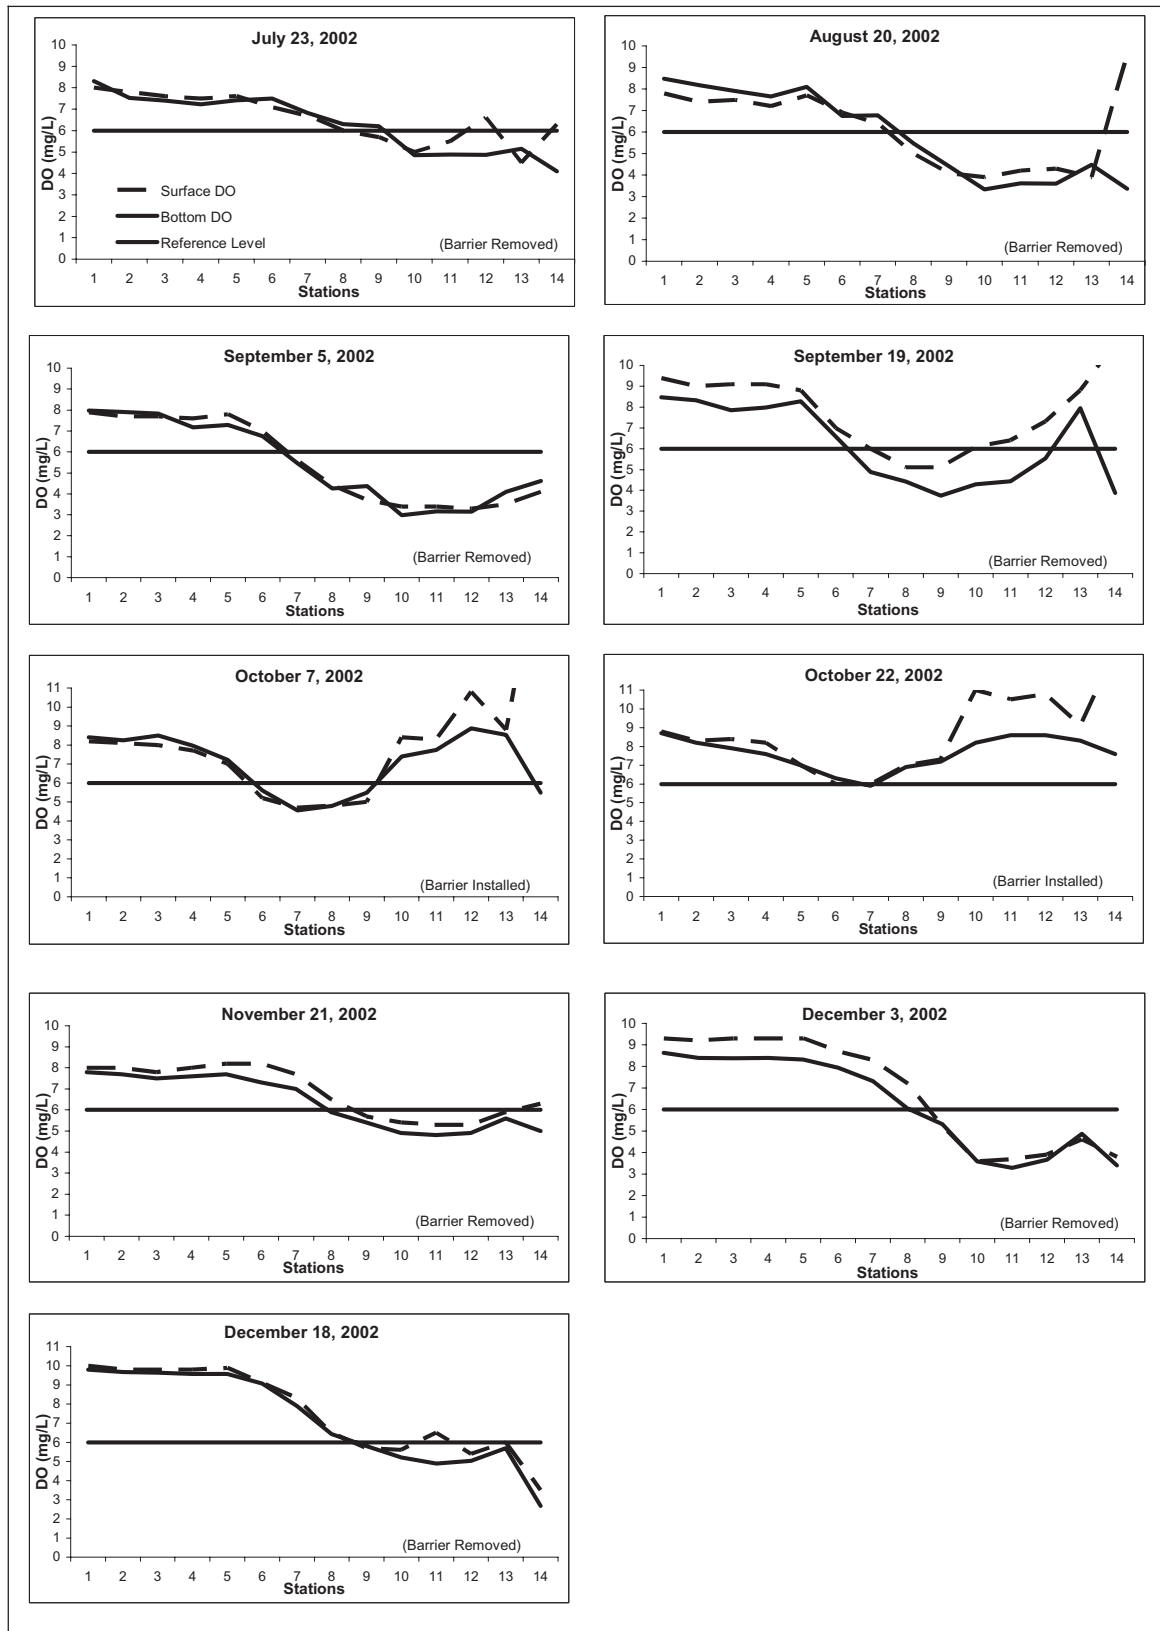 July 23, 2002
10
9
8
7
6
5
4
3
2
1
0
DO (mg/L)
Surface DO
Bottom DO
Reference Level
(Barrier Removed)
1 2 3 4 5 6 7 8 9 10 11 12 13 14
Stations
August 20, 2002
10
9
8
7
6
5
4
3
2
1
0
DO (mg/L)
(Barrier Removed)
1 2 3 4 5 6 7 8 9 10 11 12 13 14
Stations
September 5, 2002
10
9
8
7
6
5
4
3
2
1
0
DO (mg/L)
(Barrier Removed)
1 2 3 4 5 6 7 8 9 10 11 12 13 14
Stations
September 19, 2002
10
9
8
7
6
5
4
3
2
1
0
DO (mg/L)
(Barrier Removed)
1 2 3 4 5 6 7 8 9 10 11 12 13 14
Stations
October 7, 2002
11
10
9
8
7
6
5
4
3
2
1
0
DO (mg/L)
(Barrier Installed)
1 2 3 4 5 6 7 8 9 10 11 12 13 14
Stations
October 22, 2002
11
10
9
8
7
6
5
4
3
2
1
0
DO (mg/L)
(Barrier Installed)
1 2 3 4 5 6 7 8 9 10 11 12 13 14
Stations
November 21, 2002
10
9
8
7
6
5
4
3
2
1
0
DO (mg/L)
(Barrier Removed)
1 2 3 4 5 6 7 8 9 10 11 12 13 14
Stations
December 3, 2002
10
9
8
7
6
5
4
3
2
1
0
DO (mg/L)
(Barrier Removed)
1 2 3 4 5 6 7 8 9 10 11 12 13 14
Stations
December 18, 2002
11
10
9
8
7
6
5
4
3
2
1
0
DO (mg/L)
(Barrier Removed)
1 2 3 4 5 6 7 8 9 10 11 12 13 14
Stations